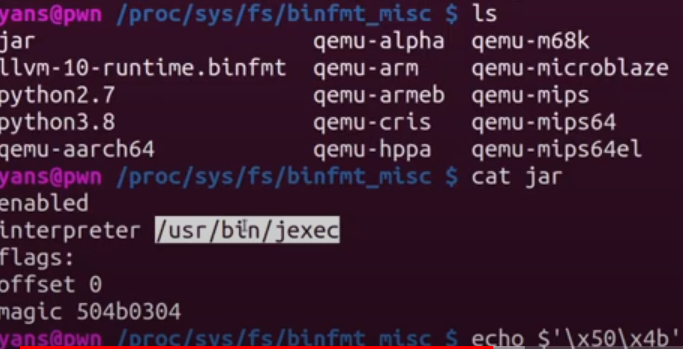 yans@pwn /proc/sys/fs/binfmt_misc $ ls
jar qemu-alpha qemu-m68k
llvm-10-runtime.binfmt qemu-arm qemu-microblaze
python2.7 qemu-armeb qemu-mips
python3.8 qemu-cris qemu-mips64
qemu-aarch64 qemu-hppa qemu-mips64el
yans@pwn /proc/sys/fs/binfmt_misc $ cat jar
enabled
interpreter /usr/bin/jexec
flags:
offset 0
magic 504b0304
yans@pwn /proc/sys/fs/binfmt_misc $ echo $'\x50\x4b'